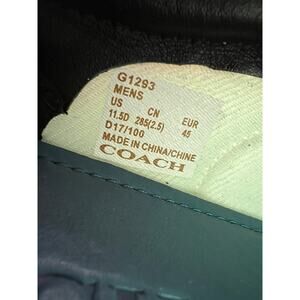 G1293
MENS
US CN EUR
11.5D 285(2.5) 45
D17/100
MADE IN CHINA/CHINE
COACH